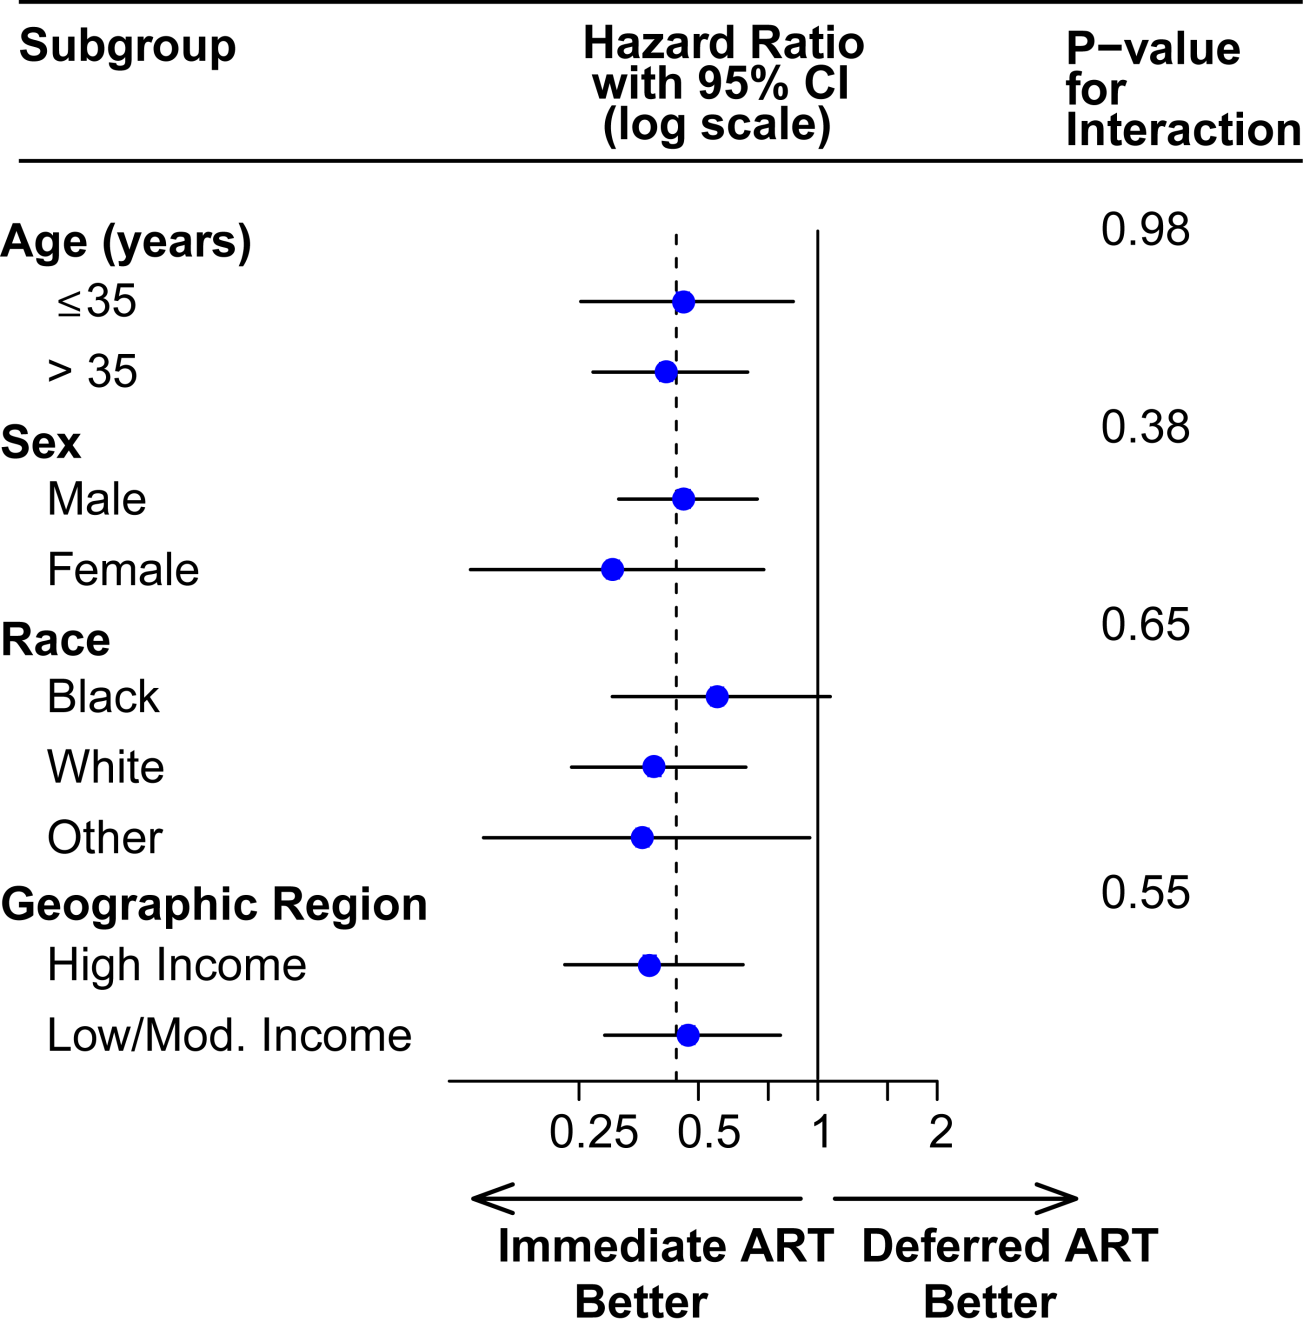 Subgroup
Hazard Ratio
with 95% CI
(log scale)
P−value
for
Interaction
Age (years)
0.98
≤35
> 35
Sex
0.38
Male
Female
Race
0.65
Black
White
Other
Geographic Region
0.55
High Income
Low/Mod. Income
0.25 0.5 1 2
Immediate ART
Better
Deferred ART
Better